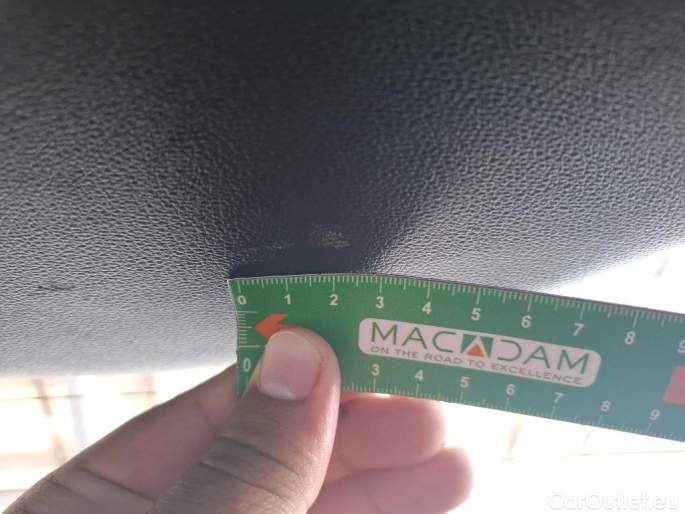 0 1 2 3 4 5 6 7 8 9
MACADAM
ON THE ROAD TO EXCELLENCE
0 3 4 5 6 7 8 9
CarOutlet.eu